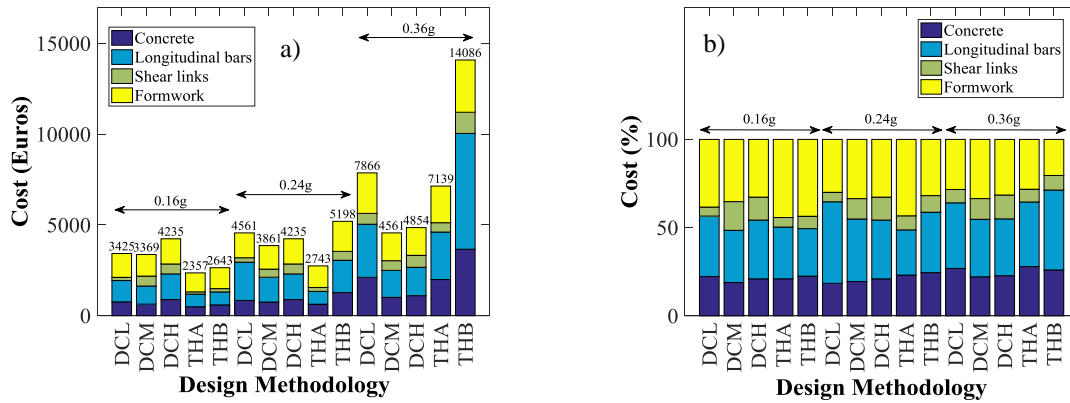 a)
Concrete
Longitudinal bars
Shear links
Formwork
0.16g
0.24g
0.36g
15000
10000
5000
0
Cost (Euros)
3425
3369
4235
2357
2643
4561
3861
4235
2743
5198
7866
4561
4854
7139
14086
DCL
DCM
DCH
THA
THB
DCL
DCM
DCH
THA
THB
DCL
DCM
DCH
THA
THB
Design Methodology
b)
Concrete
Longitudinal bars
Shear links
Formwork
0.16g
0.24g
0.36g
100
50
0
Cost (%)
DCL
DCM
DCH
THA
THB
DCL
DCM
DCH
THA
THB
DCL
DCM
DCH
THA
THB
Design Methodology